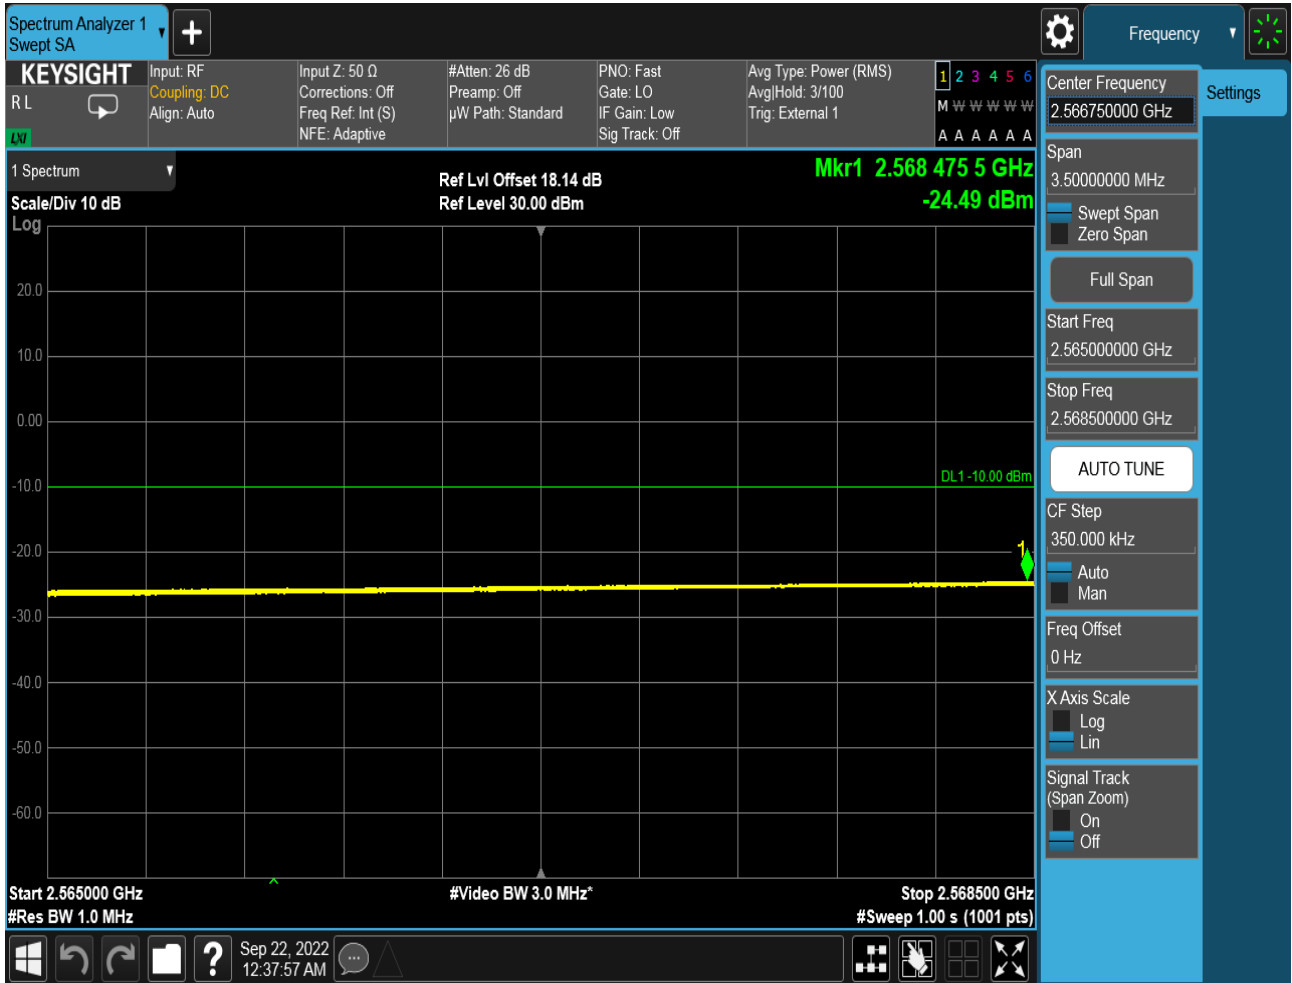 Spectrum Analyzer 1
Swept SA
Frequency
KEYSIGHT
R L
LXI
Input: RF
Coupling: DC
Align: Auto
Input Z: 50 Ω
Corrections: Off
Freq Ref: Int (S)
NFE: Adaptive
#Atten: 26 dB
Preamp: Off
µW Path: Standard
PNO: Fast
Gate: LO
IF Gain: Low
Sig Track: Off
Avg Type: Power (RMS)
Avg|Hold: 3/100
Trig: External 1
1 2 3 4 5 6
M W W W W W
A A A A A A
1 Spectrum
Scale/Div 10 dB
Log
Ref Lvl Offset 18.14 dB
Ref Level 30.00 dBm
Mkr1 2.568 475 5 GHz
-24.49 dBm
20.0
10.0
0.00
-10.0
-20.0
-30.0
-40.0
-50.0
-60.0
DL1 -10.00 dBm
1
Start 2.565000 GHz
#Res BW 1.0 MHz
#Video BW 3.0 MHz*
Stop 2.568500 GHz
#Sweep 1.00 s (1001 pts)
?
Sep 22, 2022
12:37:57 AM
Center Frequency
2.566750000 GHz
Settings
Span
3.50000000 MHz
Swept Span
Zero Span
Full Span
Start Freq
2.565000000 GHz
Stop Freq
2.568500000 GHz
AUTO TUNE
CF Step
350.000 kHz
Auto
Man
Freq Offset
0 Hz
X Axis Scale
Log
Lin
Signal Track
(Span Zoom)
On
Off